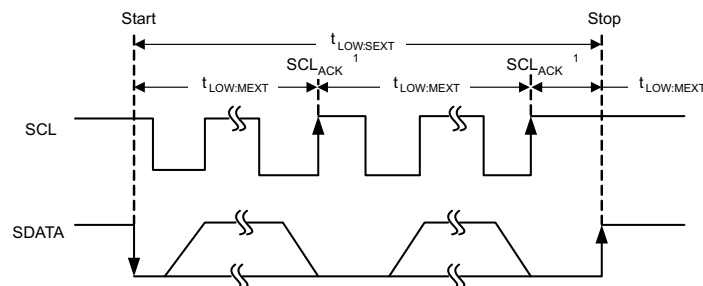 Start
Stop
tLOW:SEXT
SCLACK 1
SCLACK 1
tLOW:MEXT
tLOW:MEXT
tLOW:MEXT
SCL
SDATA